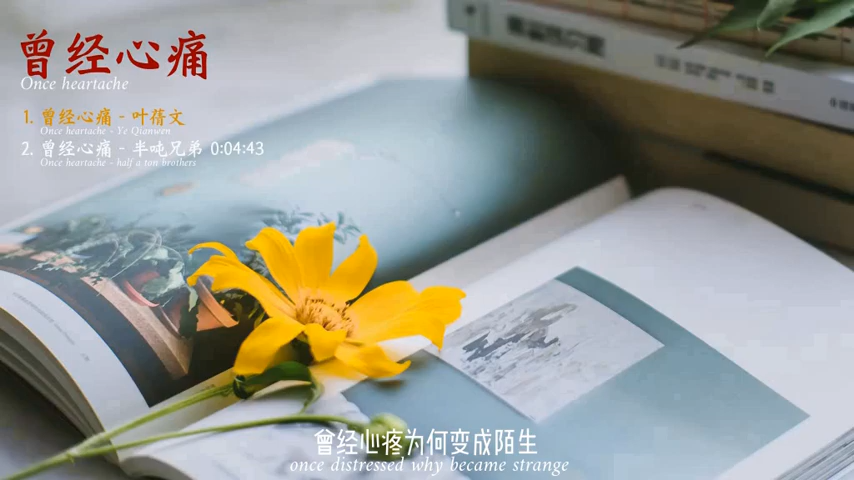 曾经心痛
Once heartache
1. 曾经心痛 - 叶蒨文
Once heartache - Ye Qianwen
2. 曾经心痛 - 半吨兄弟 0:04:43
Once heartache - half a ton brothers
曾经心疼为何变成陌生
once distressed why became strange